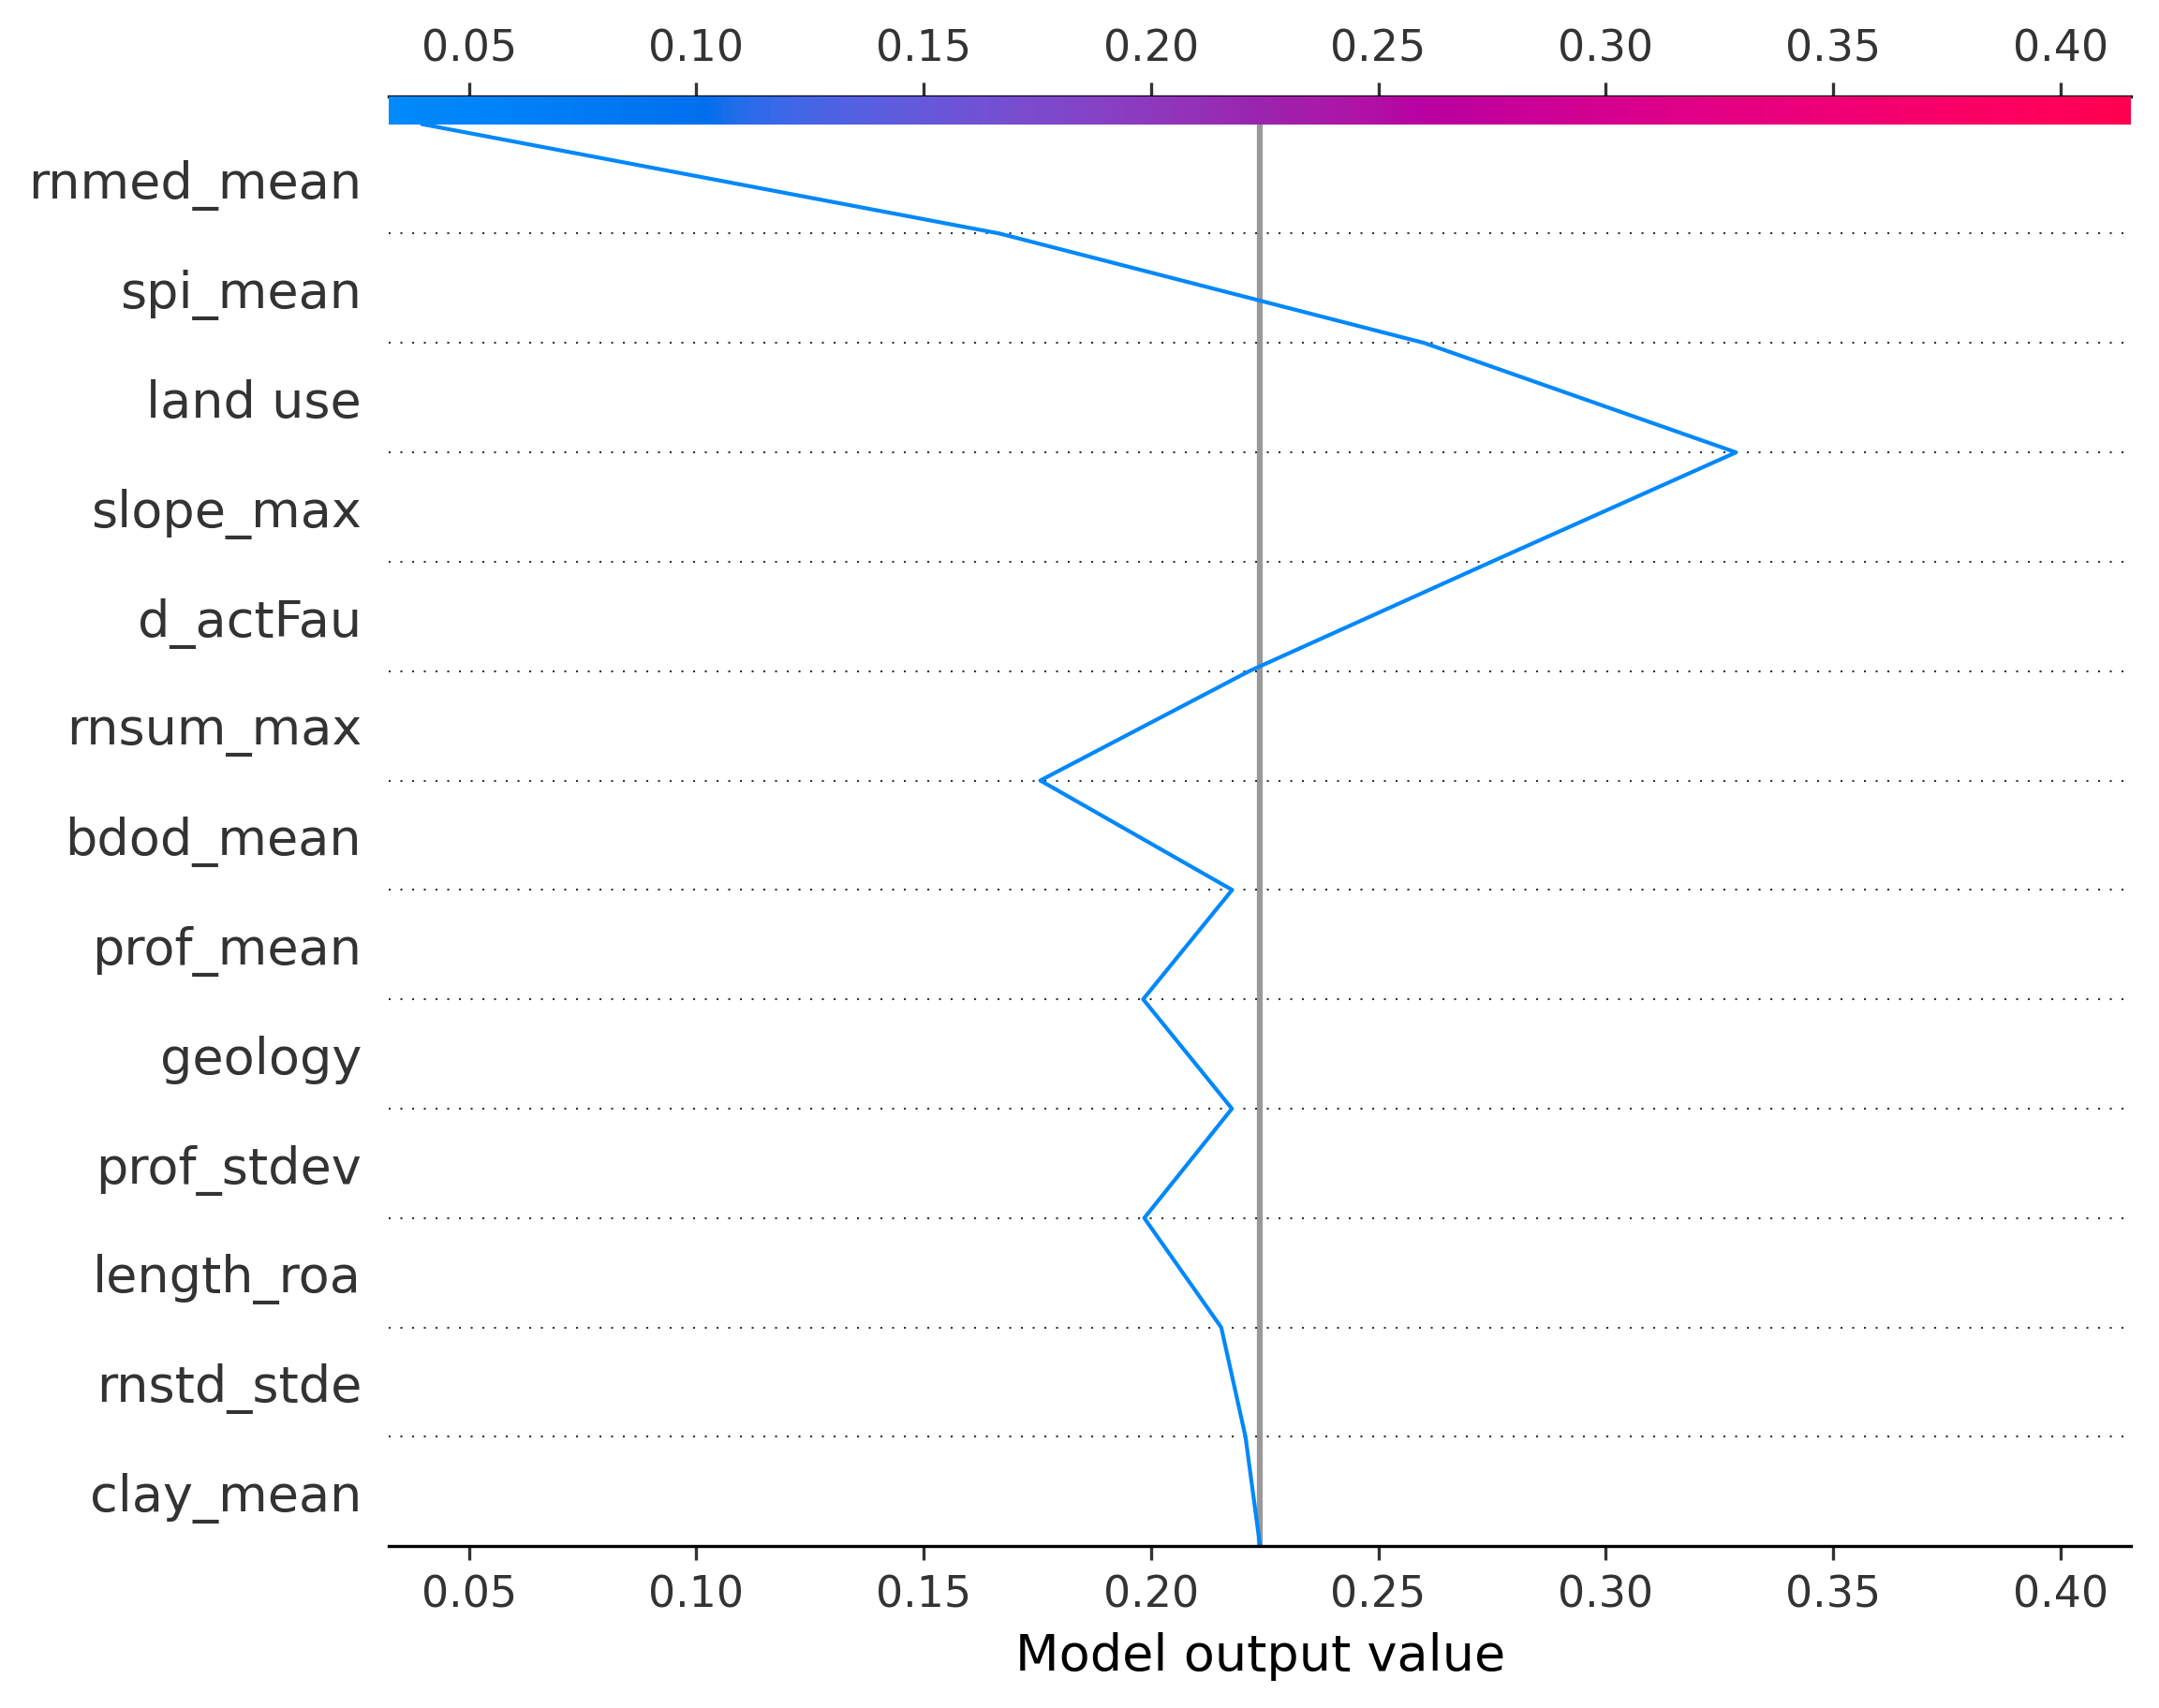 0.05 0.10 0.15 0.20 0.25 0.30 0.35 0.40
rnmed_mean
spi_mean
land use
slope_max
d_actFau
rnsum_max
bdod_mean
prof_mean
geology
prof_stdev
length_roa
rnstd_stde
clay_mean
0.05 0.10 0.15 0.20 0.25 0.30 0.35 0.40
Model output value